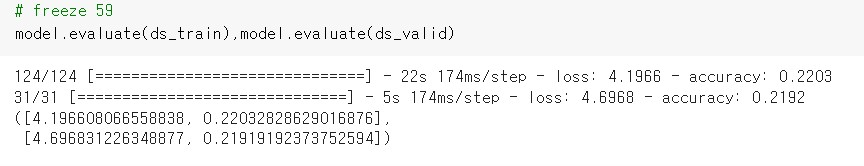 # freeze 59
model.evaluate(ds_train),model.evaluate(ds_valid)
124/124 [==============================] - 22s 174ms/step - loss: 4.1966 - accuracy: 0.2203
31/31 [==============================] - 5s 174ms/step - loss: 4.6968 - accuracy: 0.2192
([4.196608066558838, 0.22032828629016876],
[4.696831226348877, 0.21919192373752594])